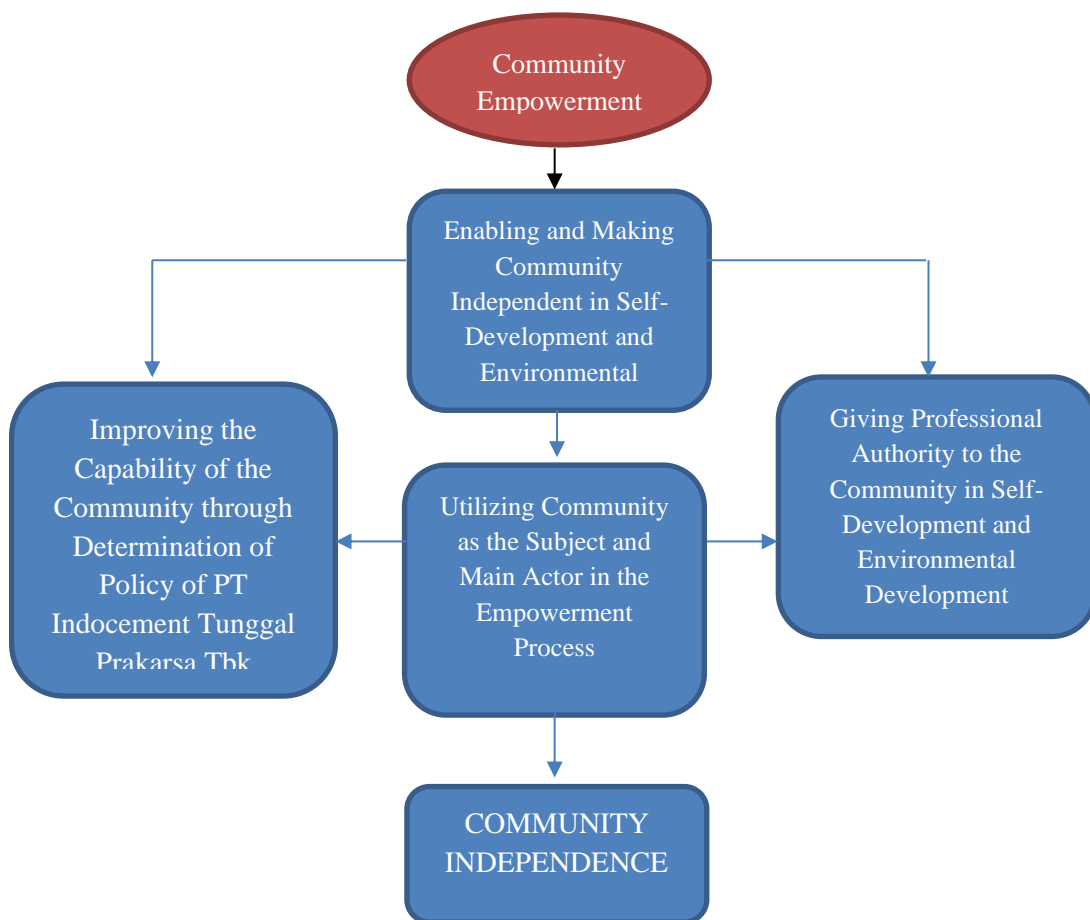 Community
Empowerment
Enabling and Making
Community
Independent in Self-
Development and
Environmental
Improving the
Capability of the
Community through
Determination of
Policy of PT
Indocement Tunggal
Prakarsa Tbk
Utilizing Community
as the Subject and
Main Actor in the
Empowerment
Process
Giving Professional
Authority to the
Community in Self-
Development and
Environmental
Development
COMMUNITY
INDEPENDENCE